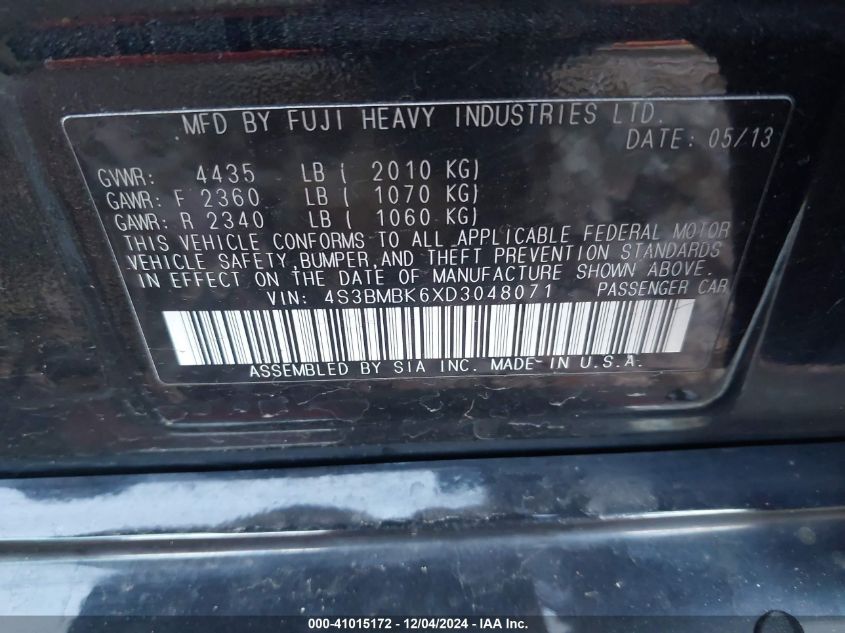 MFD BY FUJI HEAVY INDUSTRIES LTD.
DATE: 05/13
GVWR: 4435 LB ( 2010 KG)
GAWR: F 2360 LB ( 1070 KG)
GAWR: R 2340 LB ( 1060 KG)
THIS VEHICLE CONFORMS TO ALL APPLICABLE FEDERAL MOTOR
VEHICLE SAFETY, BUMPER, AND THEFT PREVENTION STANDARDS
IN EFFECT ON THE DATE OF MANUFACTURE SHOWN ABOVE.
VIN: 4S3BMBK6XD3048071 PASSENGER CAR
ASSEMBLED BY SIA INC. MADE IN U.S.A.
000-41015172 - 12/04/2024 - IAA Inc.